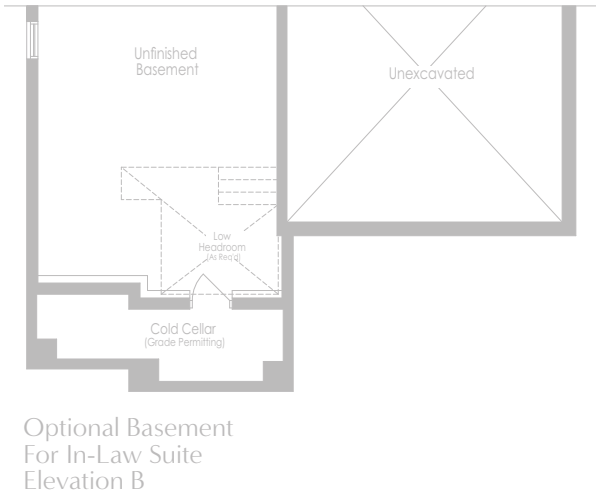 Unfinished
Basement
Unexcavated
Low
Headroom
(As Req'd)
Cold Cellar
(Grade Permitting)
Optional Basement
For In-Law Suite
Elevation B